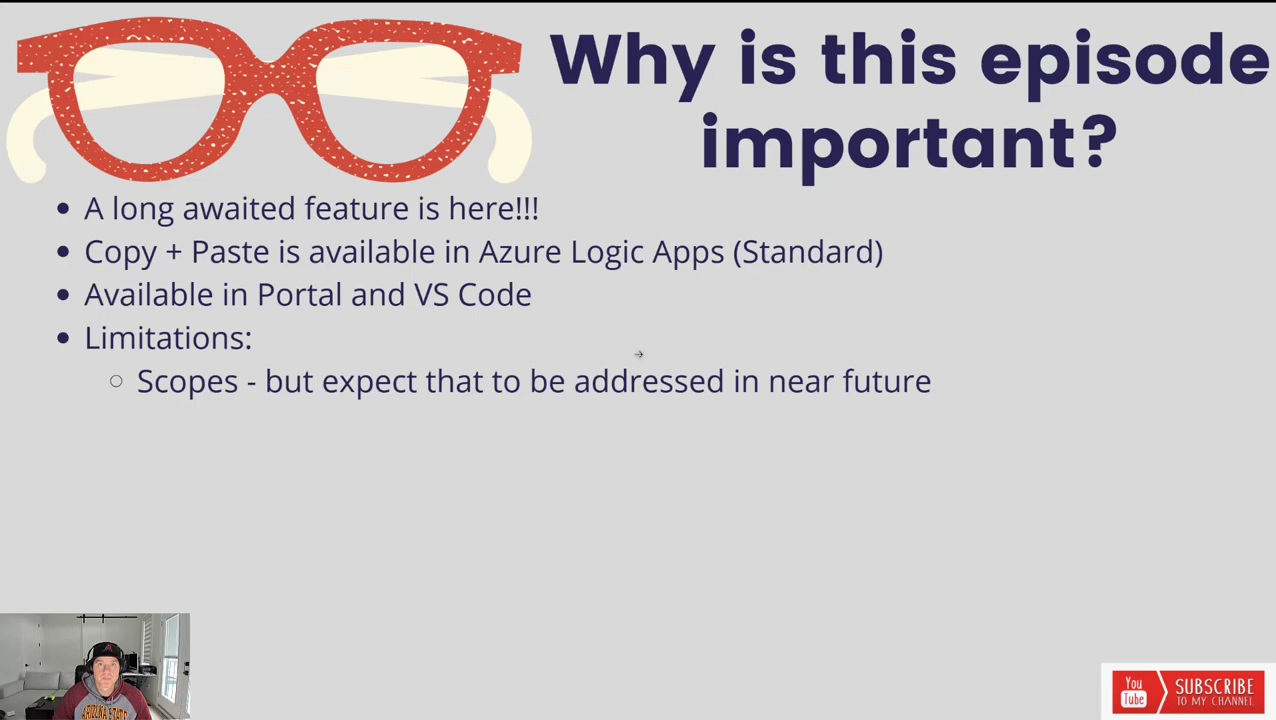 Why is this episode
important?
A long awaited feature is here!!!
Copy + Paste is available in Azure Logic Apps (Standard)
Available in Portal and VS Code
Limitations:
Scopes - but expect that to be addressed in near future
You
Tube
SUBSCRIBE
TO MY CHANNEL